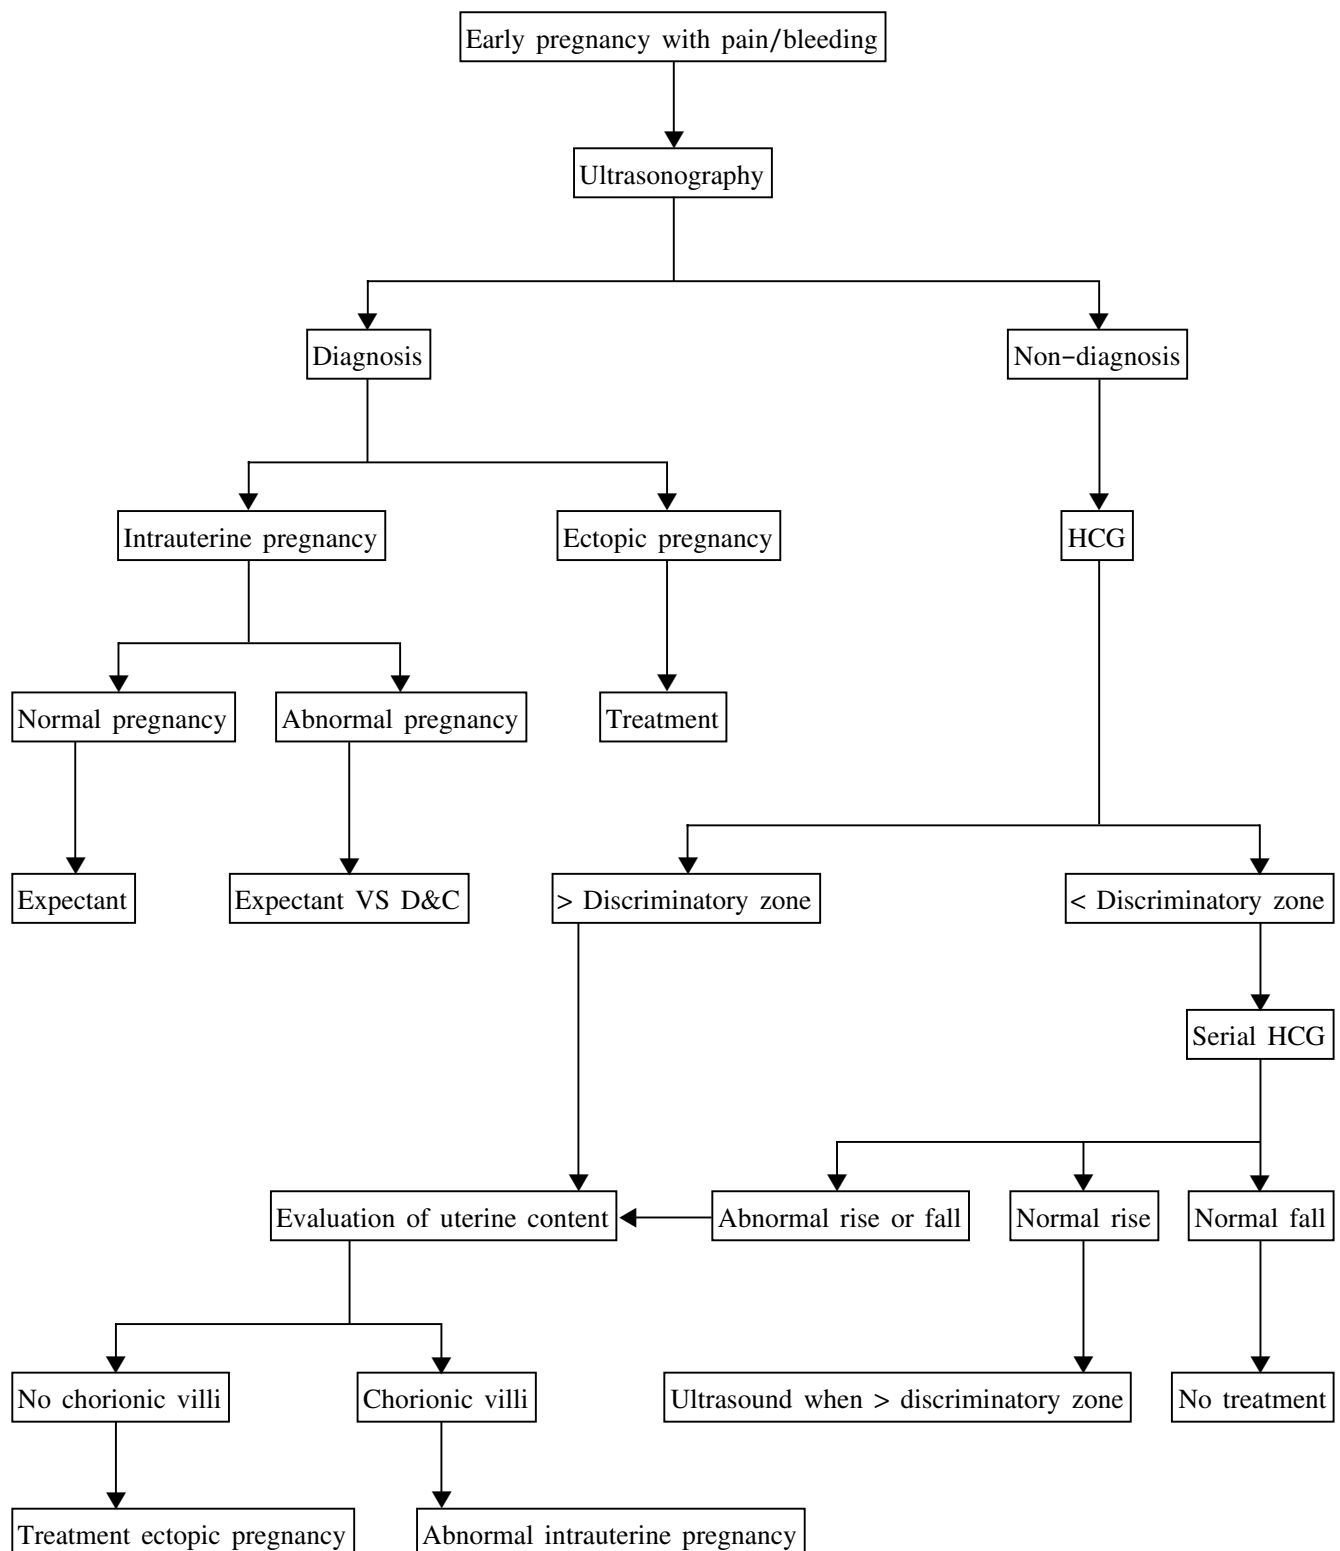 Early pregnancy with pain/bleeding
Ultrasonography
Diagnosis
Non-diagnosis
Intrauterine pregnancy
Ectopic pregnancy
HCG
Normal pregnancy
Abnormal pregnancy
Treatment
Expectant
Expectant VS D&C
> Discriminatory zone
< Discriminatory zone
Serial HCG
Evaluation of uterine content
Abnormal rise or fall
Normal rise
Normal fall
No chorionic villi
Chorionic villi
Ultrasound when > discriminatory zone
No treatment
Treatment ectopic pregnancy
Abnormal intrauterine pregnancy